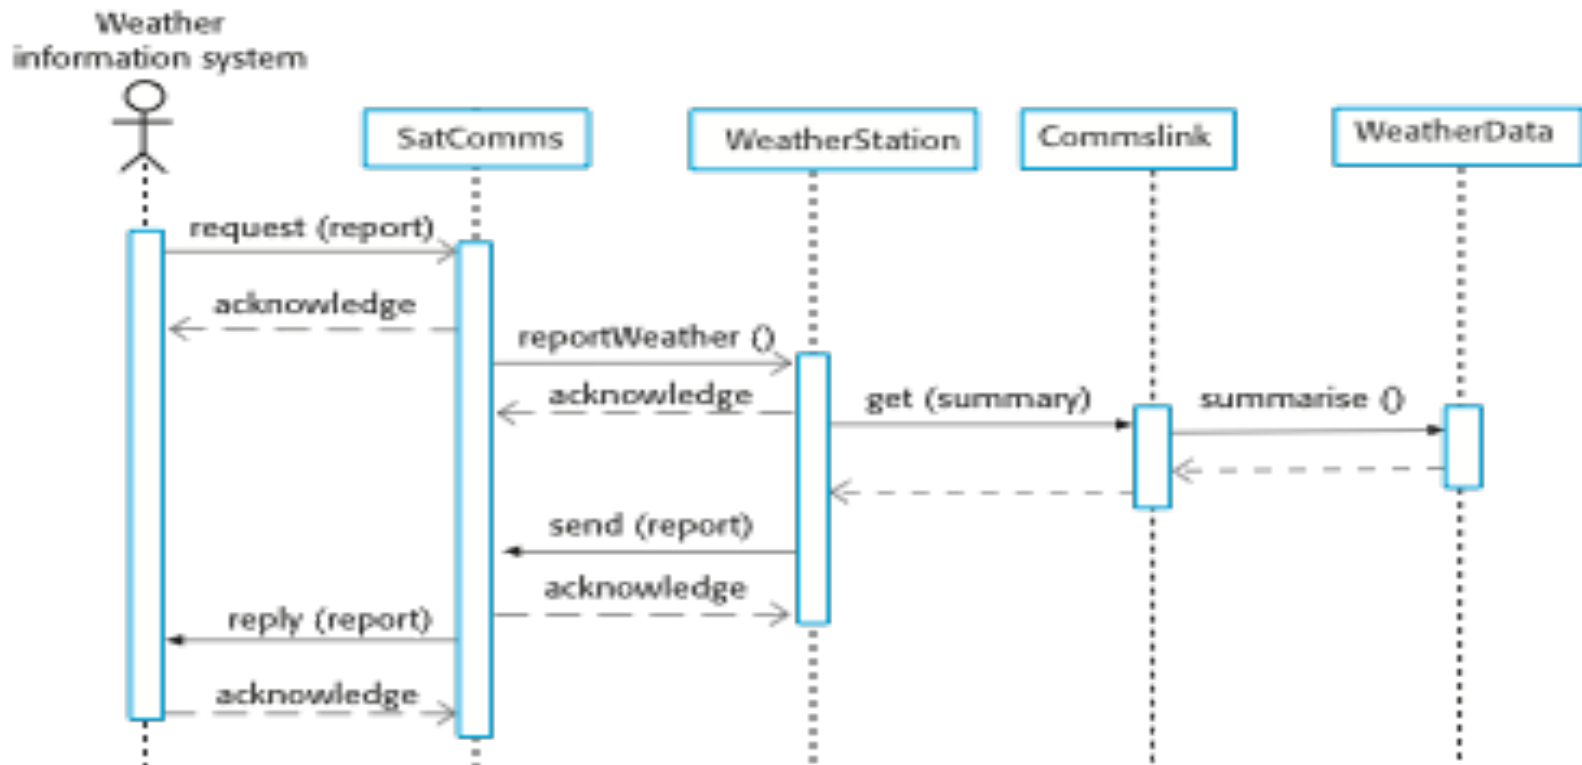 Weather
information system
SatComms
WeatherStation
Commslink
WeatherData
request (report)
acknowledge
reportWeather ()
acknowledge
get (summary)
summarise ()
send (report)
acknowledge
reply (report)
acknowledge